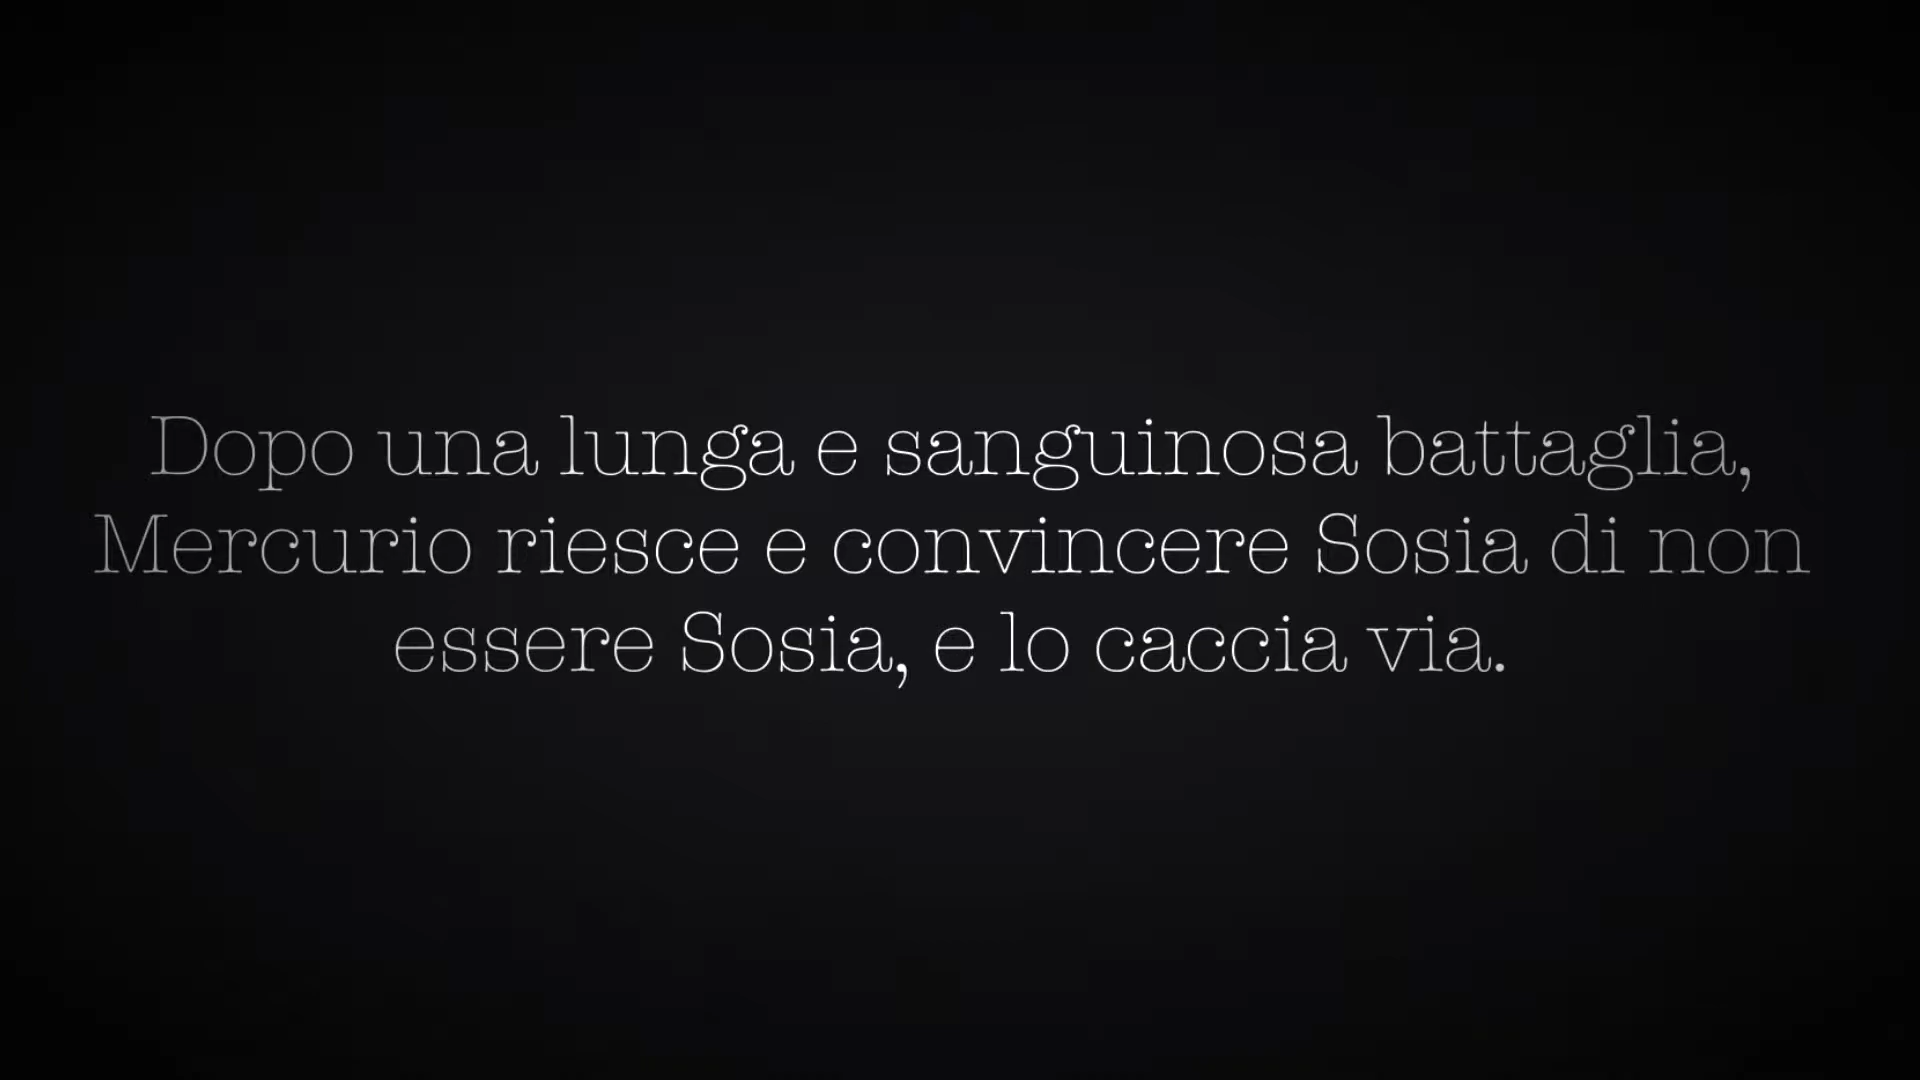 Dopo una lunga e sanguinosa battaglia,
Mercurio riesce e convincere Sosia di non
essere Sosia, e lo caccia via.